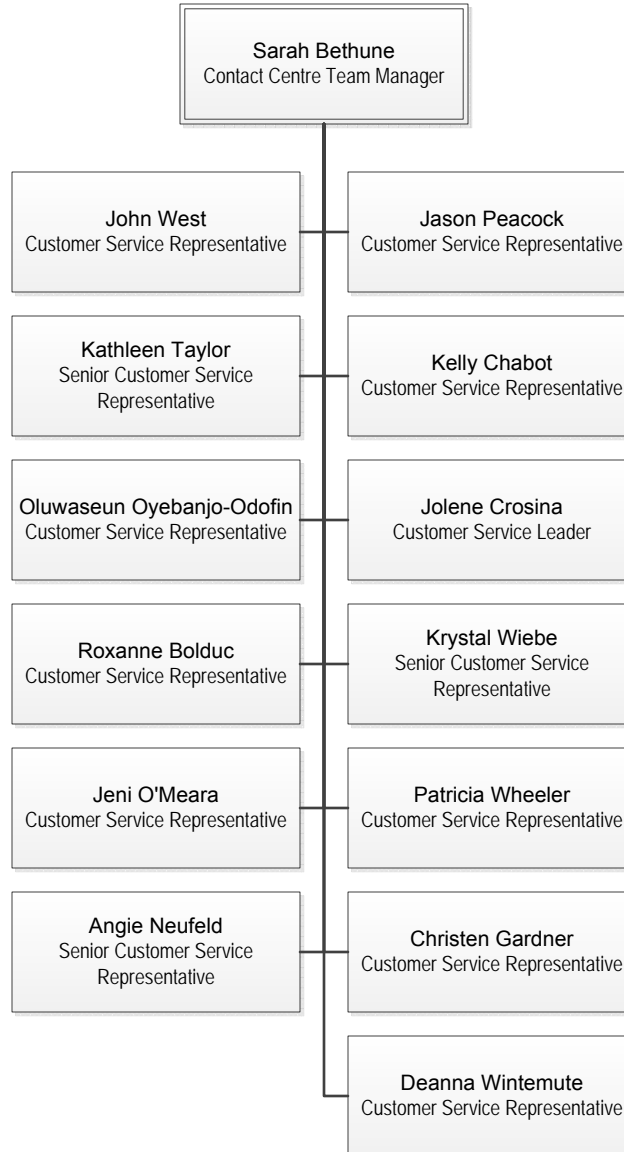 Sarah Bethune
Contact Centre Team Manager
John West
Customer Service Representative
Jason Peacock
Customer Service Representative
Kathleen Taylor
Senior Customer Service
Representative
Kelly Chabot
Customer Service Representative
Oluwaseun Oyebanjo-Odofin
Customer Service Representative
Jolene Crosina
Customer Service Leader
Roxanne Bolduc
Customer Service Representative
Krystal Wiebe
Senior Customer Service
Representative
Jeni O'Meara
Customer Service Representative
Patricia Wheeler
Customer Service Representative
Angie Neufeld
Senior Customer Service
Representative
Christen Gardner
Customer Service Representative
Deanna Wintemute
Customer Service Representative